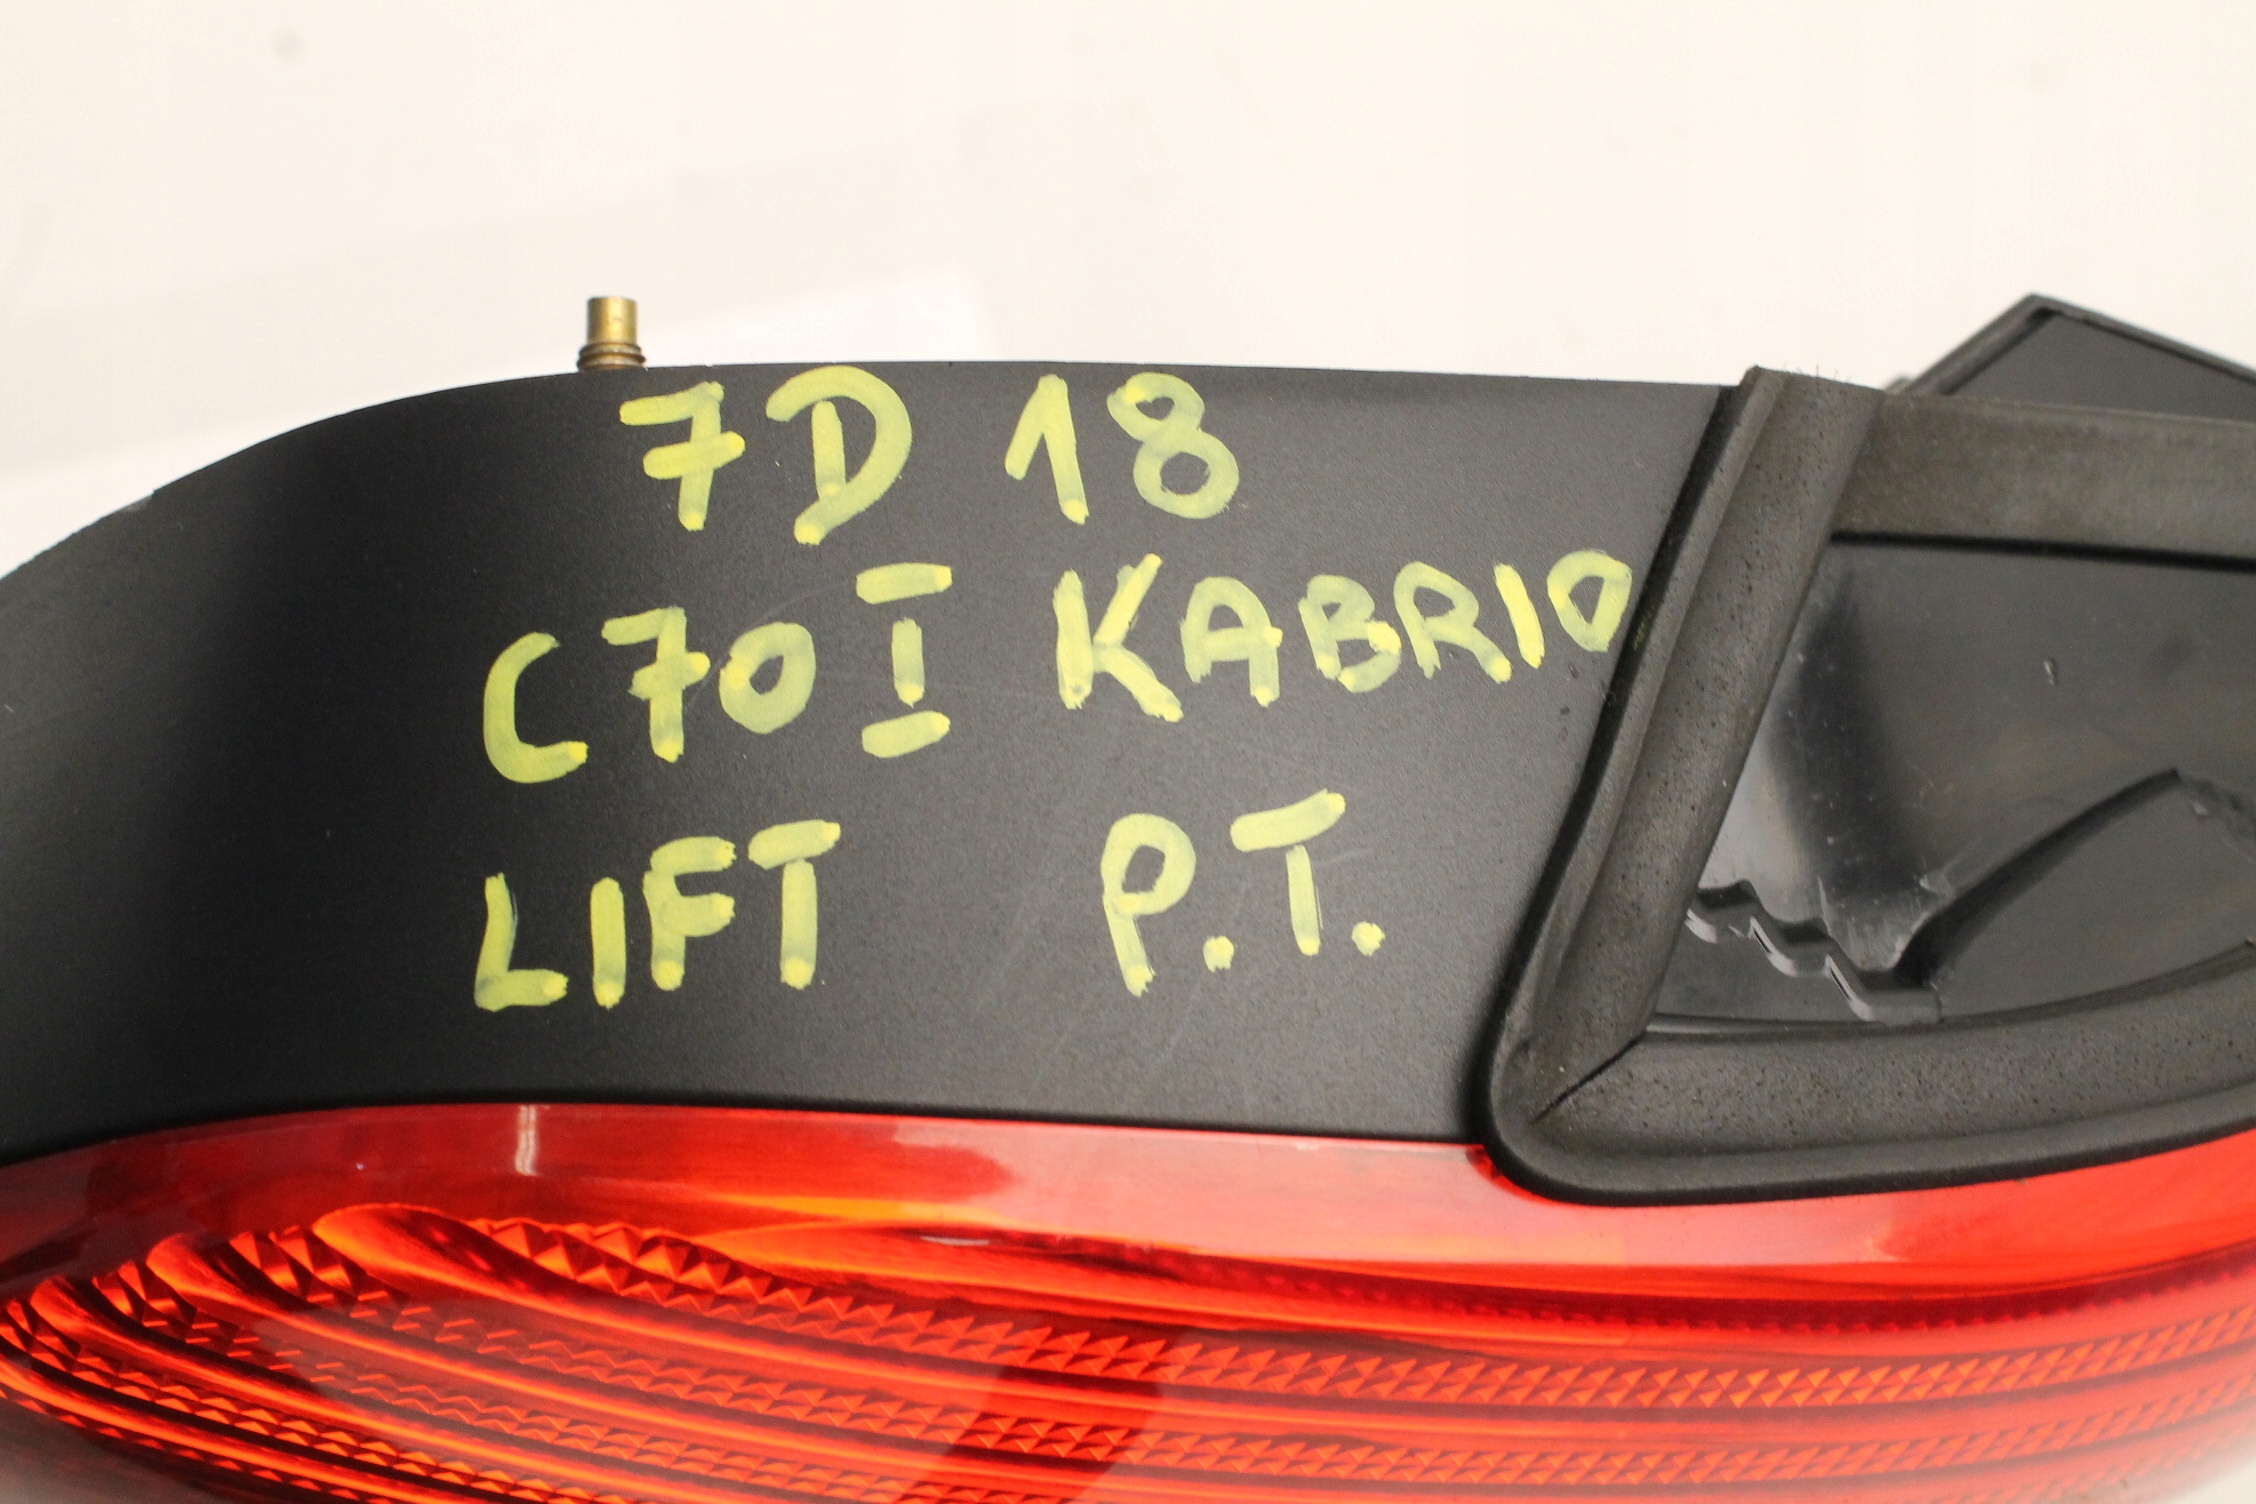 7D 18
C70 I KABRIO
LIFT P.T.